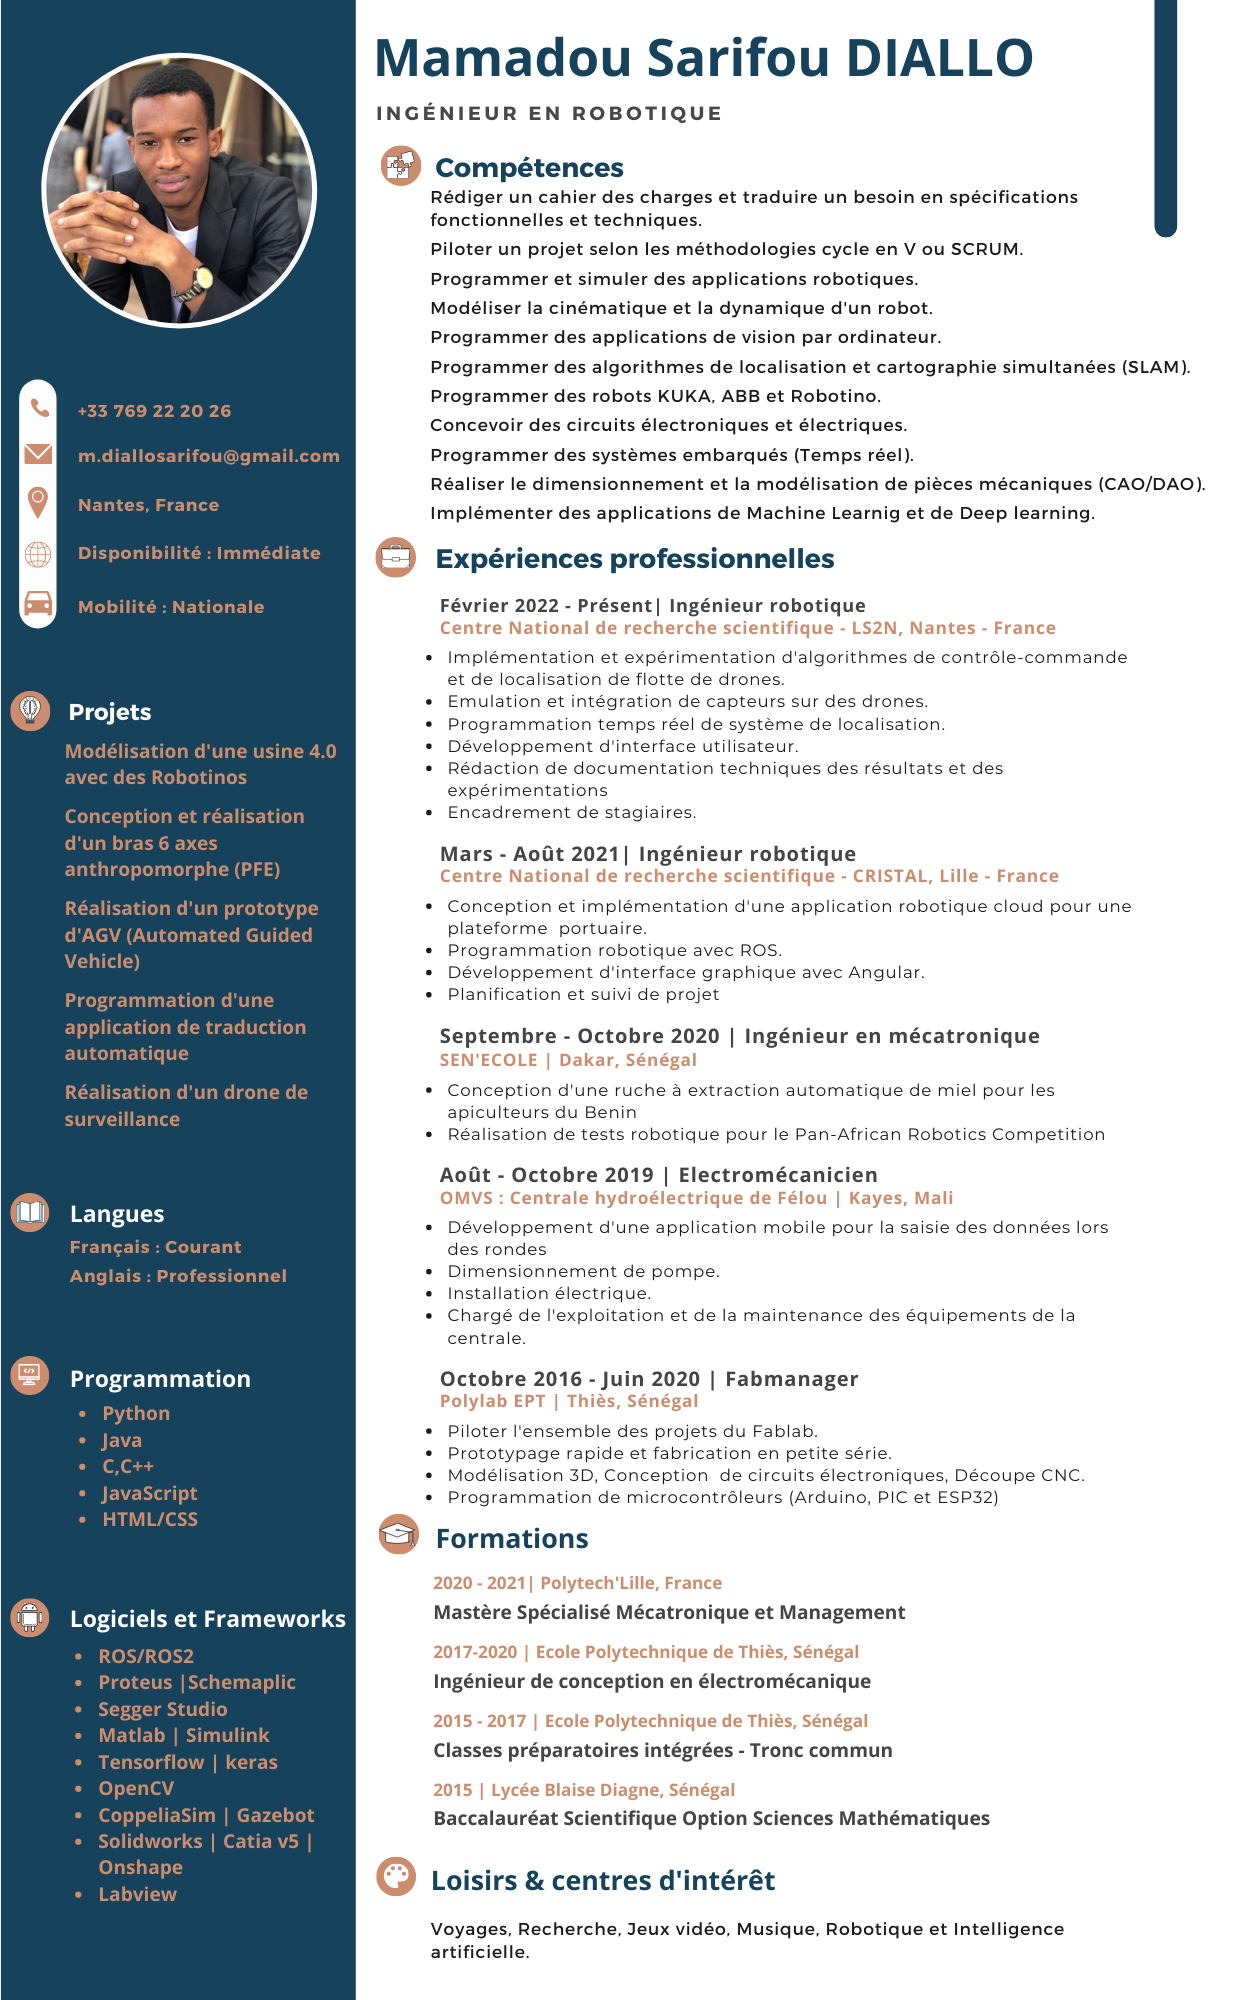 Mamadou Sarifou DIALLO
INGÉNIEUR EN ROBOTIQUE
+33 769 22 20 26
m.diallosarifou@gmail.com
Nantes, France
Disponibilité : Immédiate
Mobilité : Nationale
Projets
Modélisation d'une usine 4.0
avec des Robotinos
Conception et réalisation
d'un bras 6 axes
anthropomorphe (PFE)
Réalisation d'un prototype
d'AGV (Automated Guided
Vehicle)
Programmation d'une
application de traduction
automatique
Réalisation d'un drone de
surveillance
Langues
Français : Courant
Anglais : Professionnel
Programmation
• Python
• Java
• C,C++
• JavaScript
• HTML/CSS
Logiciels et Frameworks
• ROS/ROS2
• Proteus |Schemaplic
• Segger Studio
• Matlab | Simulink
• Tensorflow | keras
• OpenCV
• CoppeliaSim | Gazebot
• Solidworks | Catia v5 |
Onshape
• Labview
Compétences
Rédiger un cahier des charges et traduire un besoin en spécifications
fonctionnelles et techniques.
Piloter un projet selon les méthodologies cycle en V ou SCRUM.
Programmer et simuler des applications robotiques.
Modéliser la cinématique et la dynamique d'un robot.
Programmer des applications de vision par ordinateur.
Programmer des algorithmes de localisation et cartographie simultanées (SLAM).
Programmer des robots KUKA, ABB et Robotino.
Concevoir des circuits électroniques et électriques.
Programmer des systèmes embarqués (Temps réel).
Réaliser le dimensionnement et la modélisation de pièces mécaniques (CAO/DAO).
Implémenter des applications de Machine Learnig et de Deep learning.
Expériences professionnelles
Février 2022 - Présent| Ingénieur robotique
Centre National de recherche scientifique - LS2N, Nantes - France
• Implémentation et expérimentation d'algorithmes de contrôle-commande
et de localisation de flotte de drones.
• Emulation et intégration de capteurs sur des drones.
• Programmation temps réel de système de localisation.
• Développement d'interface utilisateur.
• Rédaction de documentation techniques des résultats et des
expérimentations
• Encadrement de stagiaires.
Mars - Août 2021| Ingénieur robotique
Centre National de recherche scientifique - CRISTAL, Lille - France
• Conception et implémentation d'une application robotique cloud pour une
plateforme  portuaire.
• Programmation robotique avec ROS.
• Développement d'interface graphique avec Angular.
• Planification et suivi de projet
Septembre - Octobre 2020 | Ingénieur en mécatronique
SEN'ECOLE | Dakar, Sénégal
• Conception d'une ruche à extraction automatique de miel pour les
apiculteurs du Benin
• Réalisation de tests robotique pour le Pan-African Robotics Competition
Août - Octobre 2019 | Electromécanicien
OMVS : Centrale hydroélectrique de Félou | Kayes, Mali
• Développement d'une application mobile pour la saisie des données lors
des rondes
• Dimensionnement de pompe.
• Installation électrique.
• Chargé de l'exploitation et de la maintenance des équipements de la
centrale.
Octobre 2016 - Juin 2020 | Fabmanager
Polylab EPT | Thiès, Sénégal
• Piloter l'ensemble des projets du Fablab.
• Prototypage rapide et fabrication en petite série.
• Modélisation 3D, Conception  de circuits électroniques, Découpe CNC.
• Programmation de microcontrôleurs (Arduino, PIC et ESP32)
Formations
2020 - 2021| Polytech'Lille, France
Mastère Spécialisé Mécatronique et Management
2017-2020 | Ecole Polytechnique de Thiès, Sénégal
Ingénieur de conception en électromécanique
2015 - 2017 | Ecole Polytechnique de Thiès, Sénégal
Classes préparatoires intégrées - Tronc commun
2015 | Lycée Blaise Diagne, Sénégal
Baccalauréat Scientifique Option Sciences Mathématiques
Loisirs & centres d'intérêt
Voyages, Recherche, Jeux vidéo, Musique, Robotique et Intelligence
artificielle.